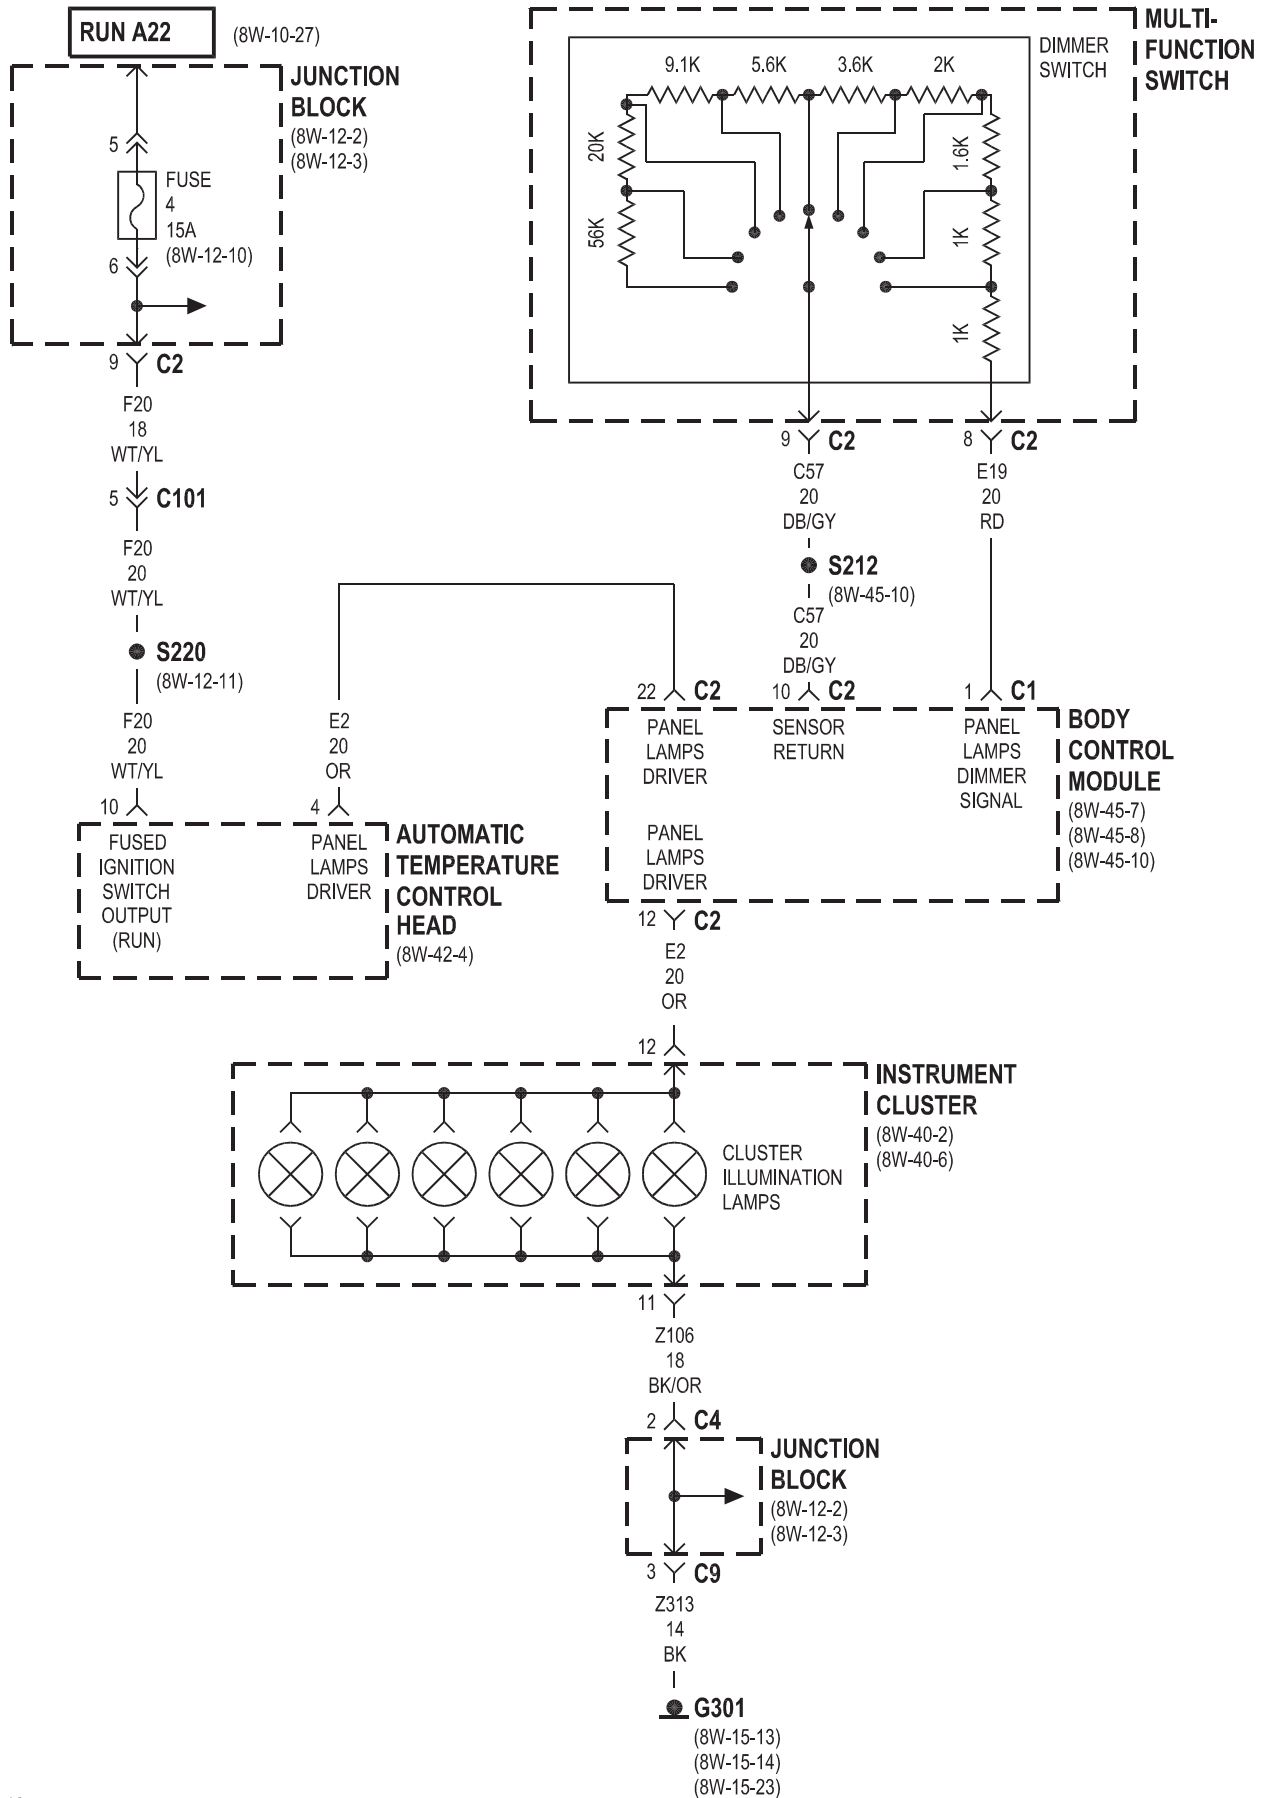 RUN A22
(8W-10-27)
JUNCTION
BLOCK
(8W-12-2)
(8W-12-3)
5
FUSE
4
15A
(8W-12-10)
6
9
C2
F20
18
WT/YL
5
C101
F20
20
WT/YL
S220
(8W-12-11)
F20
20
WT/YL
10
E2
20
OR
4
FUSED
IGNITION
SWITCH
OUTPUT
(RUN)
PANEL
LAMPS
DRIVER
AUTOMATIC
TEMPERATURE
CONTROL
HEAD
(8W-42-4)
MULTI-
FUNCTION
SWITCH
DIMMER
SWITCH
9.1K
5.6K
3.6K
2K
20K
56K
1.6K
1K
1K
9
C2
8
C2
C57
20
DB/GY
E19
20
RD
S212
(8W-45-10)
C57
20
DB/GY
22
C2
10
C2
1
C1
PANEL
LAMPS
DRIVER
SENSOR
RETURN
PANEL
LAMPS
DIMMER
SIGNAL
PANEL
LAMPS
DRIVER
BODY
CONTROL
MODULE
(8W-45-7)
(8W-45-8)
(8W-45-10)
12
C2
E2
20
OR
12
INSTRUMENT
CLUSTER
(8W-40-2)
(8W-40-6)
CLUSTER
ILLUMINATION
LAMPS
11
Z106
18
BK/OR
2
C4
JUNCTION
BLOCK
(8W-12-2)
(8W-12-3)
3
C9
Z313
14
BK
G301
(8W-15-13)
(8W-15-14)
(8W-15-23)